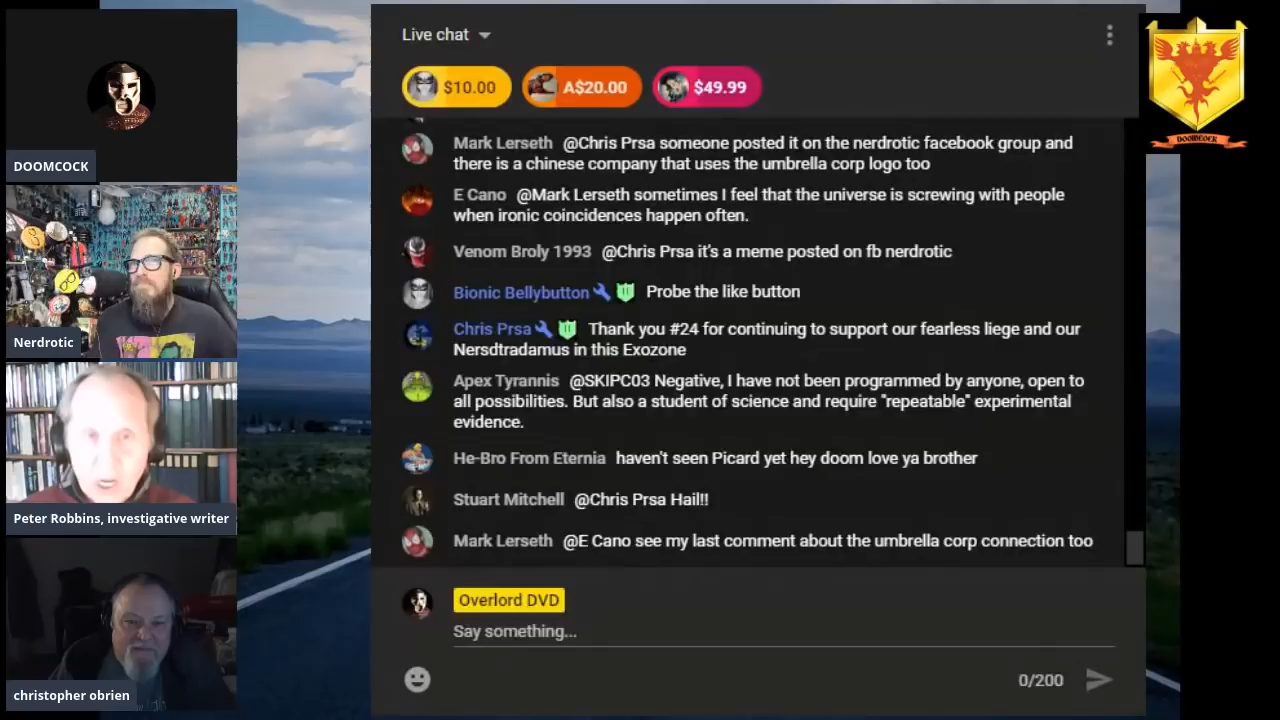 DOOMCOCK
Nerdrotic
Peter Robbins, investigative writer
christopher obrien
Live chat
$10.00
A$20.00
$49.99
Mark Lerseth @Chris Prsa someone posted it on the nerdrotic facebook group and
there is a chinese company that uses the umbrella corp logo too
E Cano @Mark Lerseth sometimes I feel that the universe is screwing with people
when ironic coincidences happen often.
Venom Broly 1993 @Chris Prsa it's a meme posted on fb nerdrotic
Bionic Bellybutton Probe the like button
Chris Prsa Thank you #24 for continuing to support our fearless liege and our
Nersdtradamus in this Exozone
Apex Tyrannis @SKIPC03 Negative, I have not been programmed by anyone, open to
all possibilities. But also a student of science and require "repeatable" experimental
evidence.
He-Bro From Eternia haven't seen Picard yet hey doom love ya brother
Stuart Mitchell @Chris Prsa Hail!!
Mark Lerseth @E Cano see my last comment about the umbrella corp connection too
Overlord DVD
Say something...
0/200
DOOMCOCK